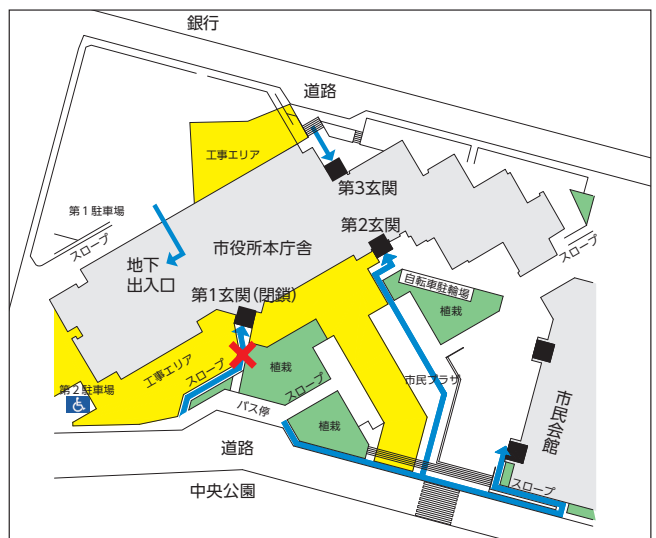 銀行
道路
工事エリア
第3玄関
第1駐車場
第2玄関
スロープ
市役所本庁舎
スロープ
地下
出入口
自転車駐輪場
第1玄関(閉鎖)
植栽
工事エリア
スロープ
植栽
スロープ
市民プラザ
第2駐車場
バス停
植栽
市民会館
道路
スロープ
中央公園